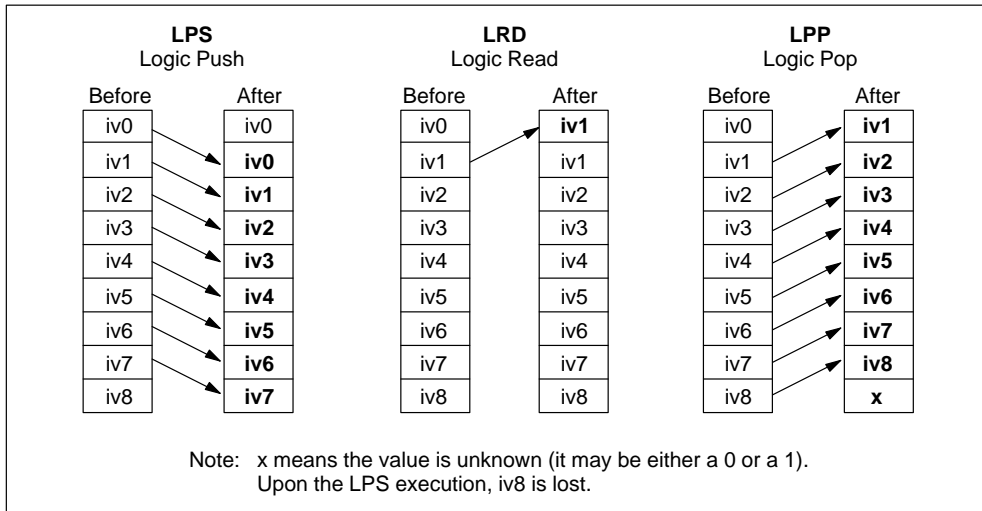 LPS
Logic Push
LRD
Logic Read
LPP
Logic Pop
Before After Before After Before After
iv0 iv0 iv0 iv1 iv0 iv1
iv1 iv0 iv1 iv1 iv1 iv2
iv2 iv1 iv2 iv2 iv2 iv3
iv3 iv2 iv3 iv3 iv3 iv4
iv4 iv3 iv4 iv4 iv4 iv5
iv5 iv4 iv5 iv5 iv5 iv6
iv6 iv5 iv6 iv6 iv6 iv7
iv7 iv6 iv7 iv7 iv7 iv8
iv8 iv7 iv8 iv8 iv8 x
Note: x means the value is unknown (it may be either a 0 or a 1).
Upon the LPS execution, iv8 is lost.